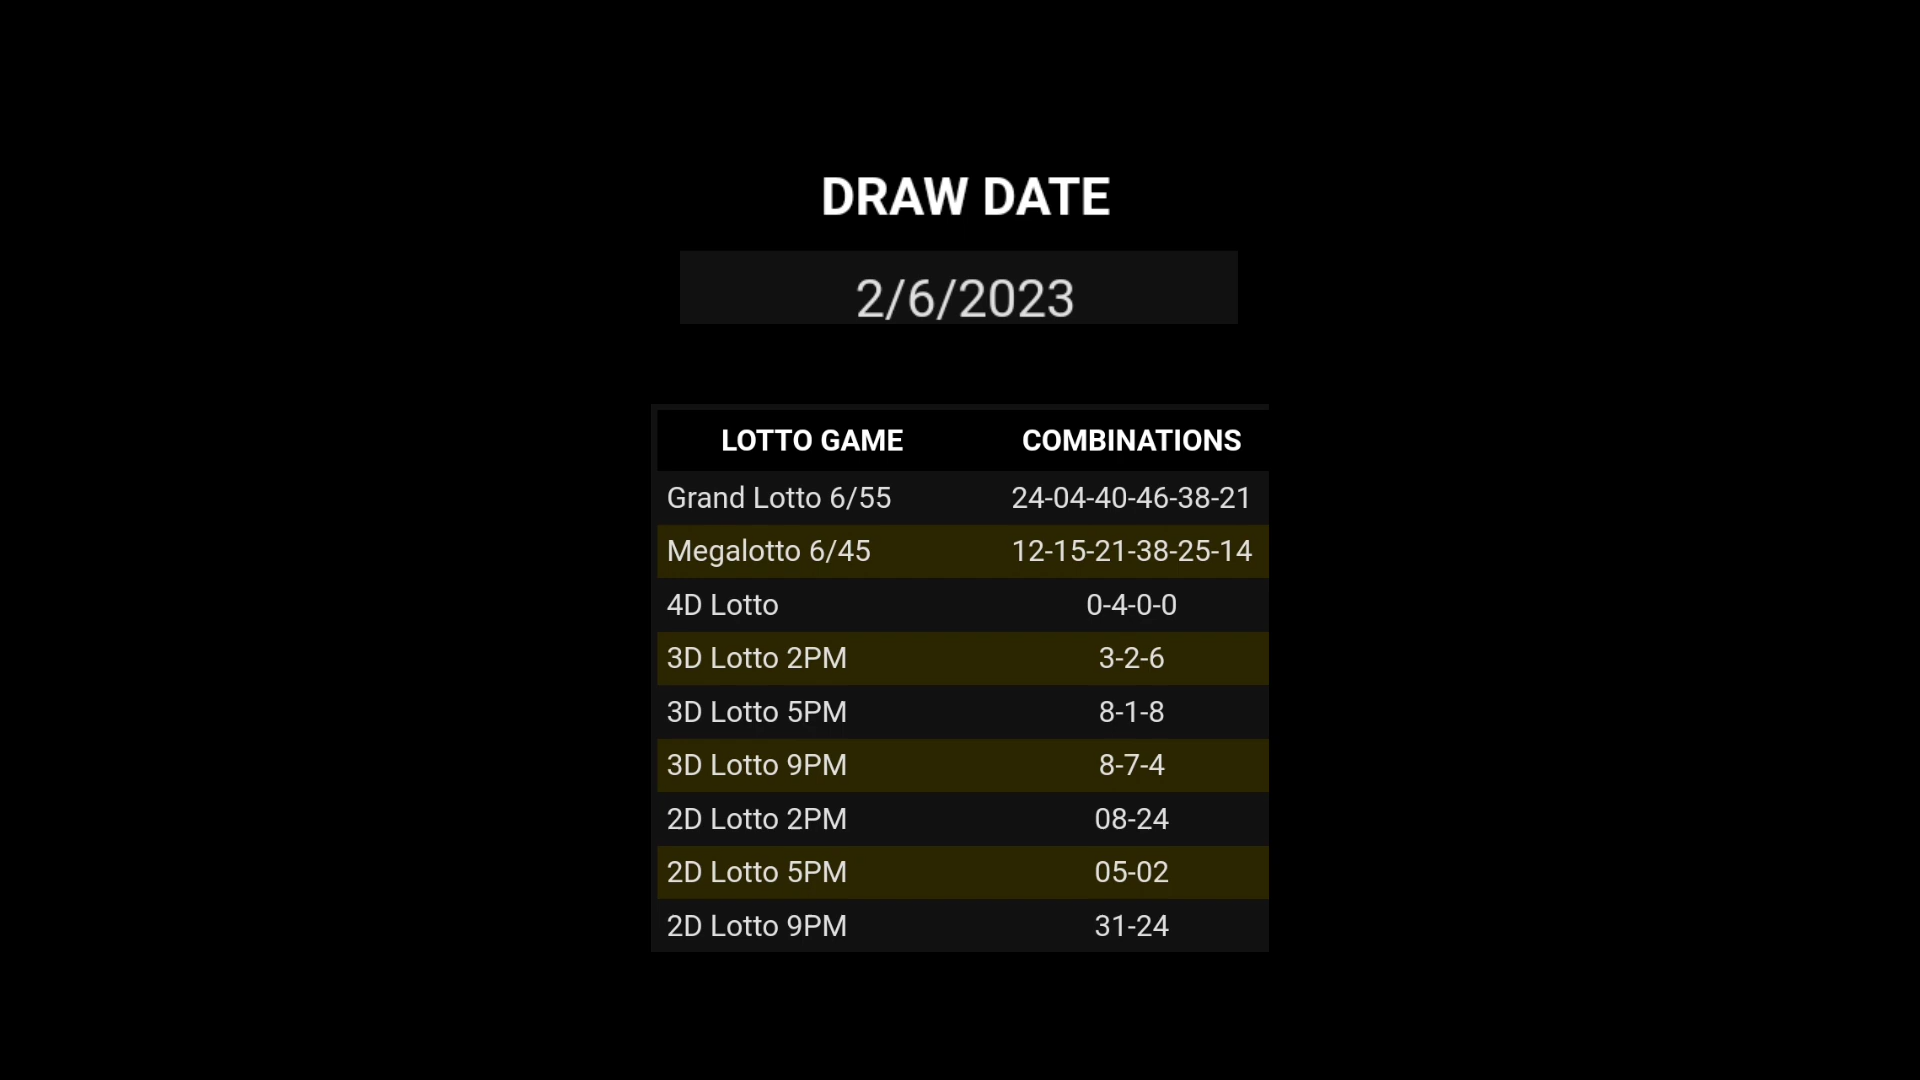 DRAW DATE
2/6/2023
LOTTO GAME COMBINATIONS
Grand Lotto 6/55 24-04-40-46-38-21
Megalotto 6/45 12-15-21-38-25-14
4D Lotto 0-4-0-0
3D Lotto 2PM 3-2-6
3D Lotto 5PM 8-1-8
3D Lotto 9PM 8-7-4
2D Lotto 2PM 08-24
2D Lotto 5PM 05-02
2D Lotto 9PM 31-24